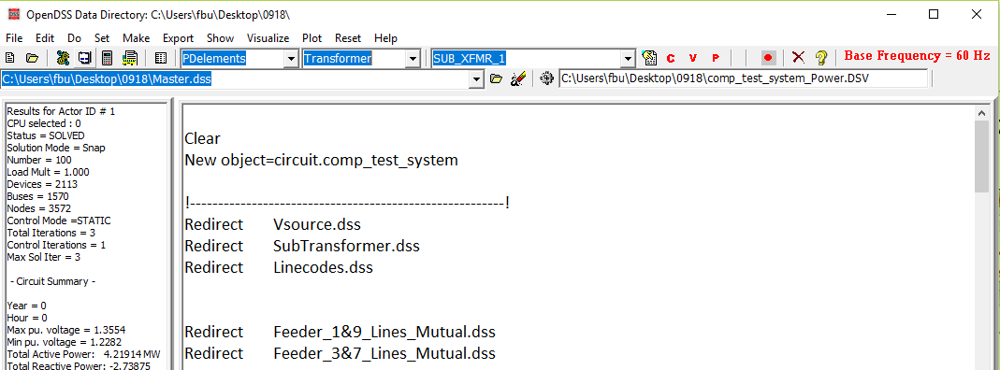 OpenDSS Data Directory: C:\Users\fbu\Desktop\0918\
File Edit Do Set Make Export Show Visualize Plot Reset Help
PDelements Transformer SUB_XFMR_1 C V P Base Frequency = 60 Hz
C:\Users\fbu\Desktop\0918\Master.dss C:\Users\fbu\Desktop\0918\comp_test_system_Power.DSV
Results for Actor ID # 1
CPU selected : 0
Status = SOLVED
Solution Mode = Snap
Number = 100
Load Mult = 1.000
Devices = 2113
Buses = 1570
Nodes = 3572
Control Mode =STATIC
Total Iterations = 3
Control Iterations = 1
Max Sol Iter = 3
- Circuit Summary -
Year = 0
Hour = 0
Max pu. voltage = 1.3554
Min pu. voltage = 1.2282
Total Active Power: 4.21914 MW
Total Reactive Power: -2.73875
Clear
New object=circuit.comp_test_system
!--------------------------------------------------------!
Redirect Vsource.dss
Redirect SubTransformer.dss
Redirect Linecodes.dss
Redirect Feeder_1&9_Lines_Mutual.dss
Redirect Feeder_3&7_Lines_Mutual.dss